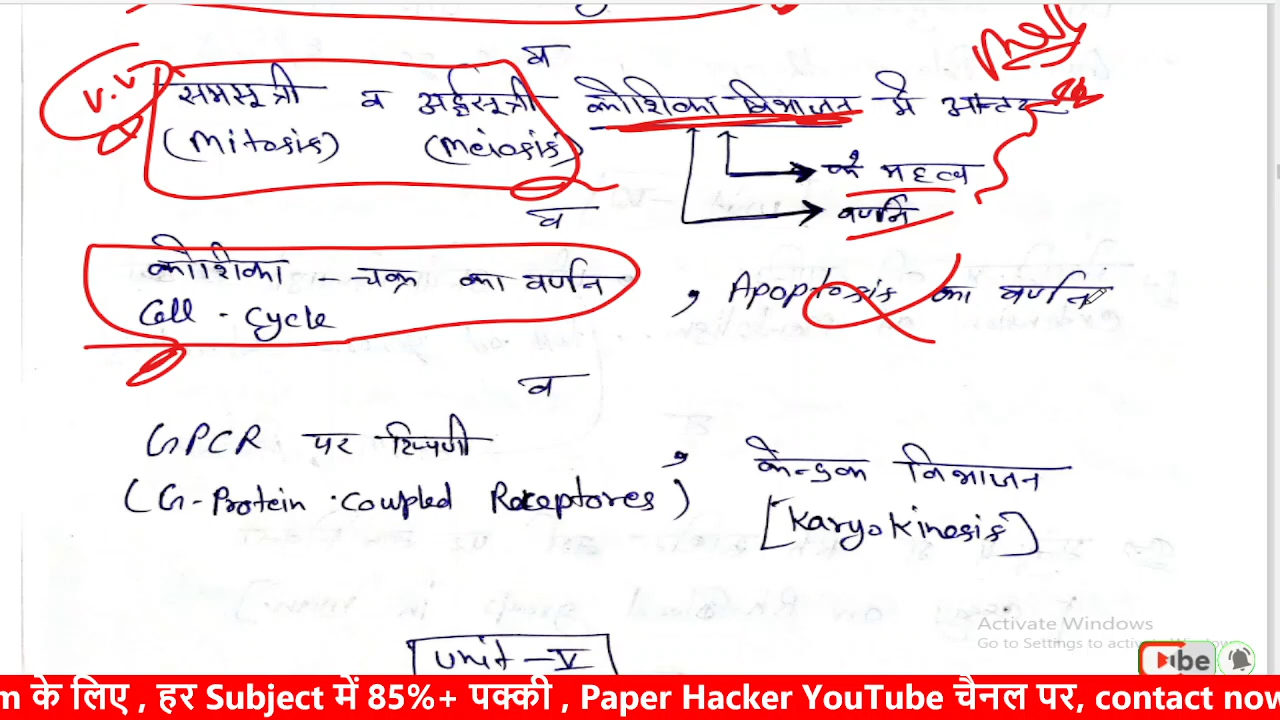 व
V.V
समसूत्री व अर्द्धसूत्री कोशिका विभाजन में अन्तर
(Mitosis) (Meiosis)
के महत्व
वर्णन
व
कोशिका - चक्र का वर्णन , Apoptosis का वर्णन
Cell - Cycle
व
GPCR पर टिप्पणी , केन्द्रक विभाजन
(G-Protein Coupled Receptores) [Karyokinesis]
Unit - V
Activate Windows
Go to Settings to activate Windows.
m के लिए , हर Subject में 85%+ पक्की , Paper Hacker YouTube चैनल पर, contact now